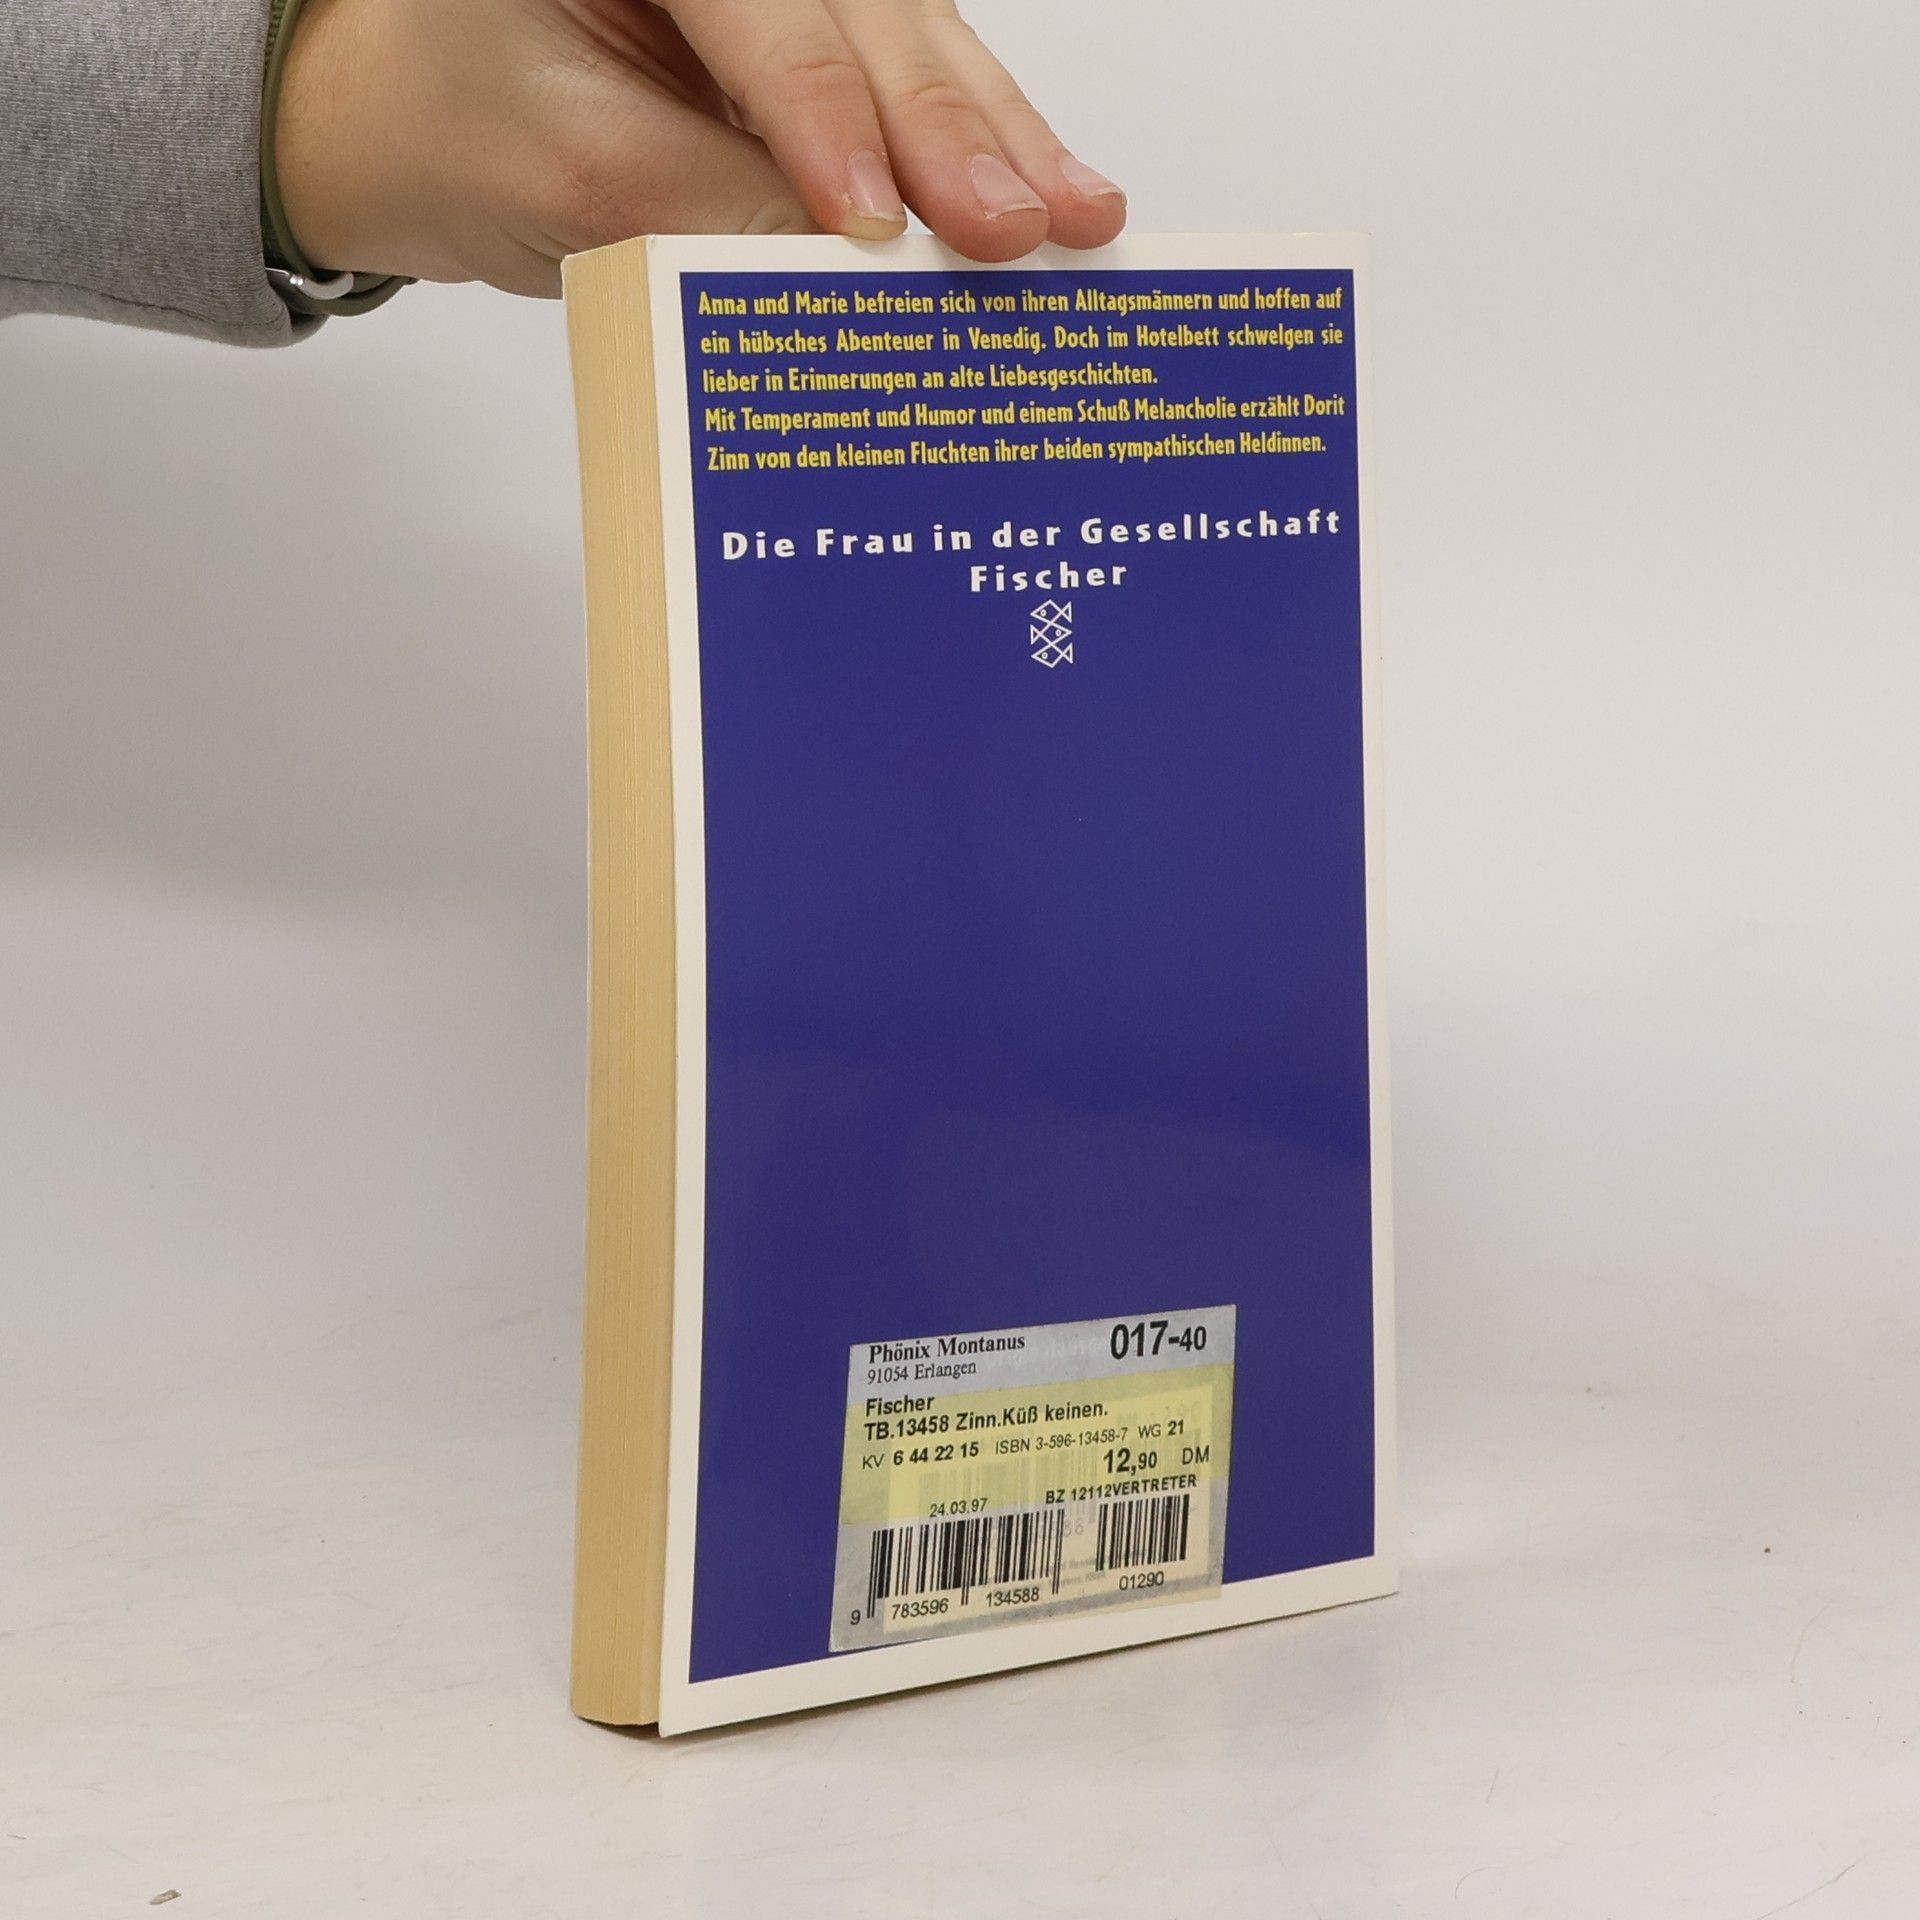 Anna und Marie befreien sich von ihren Alltagsmännern und hoffen auf
ein hübsches Abenteuer in Venedig. Doch im Hotelbett schwelgen sie
lieber in Erinnerungen an alte Liebesgeschichten.
Mit Temperament und Humor und einem Schuß Melancholie erzählt Dorit
Zinn von den kleinen Fluchten ihrer beiden sympathischen Heldinnen.
Die Frau in der Gesellschaft
Fischer
Phönix Montanus 017-40
91054 Erlangen
Fischer
TB.13458 Zinn.Küß keinen.
KV 6 44 22 15 ISBN 3-596-13458-7 WG 21
12,90 DM
24.03.97 BZ 12112VERTRETER
9 783596 134588 01290